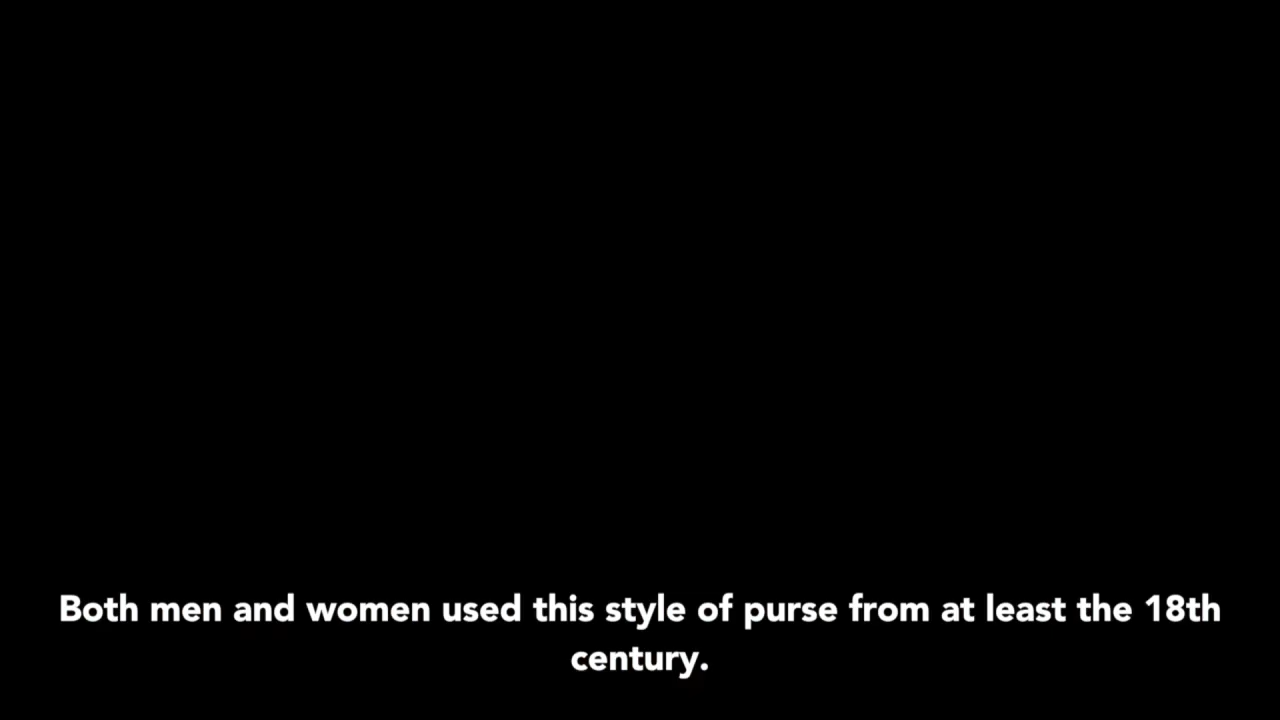 Both men and women used this style of purse from at least the 18th
century.